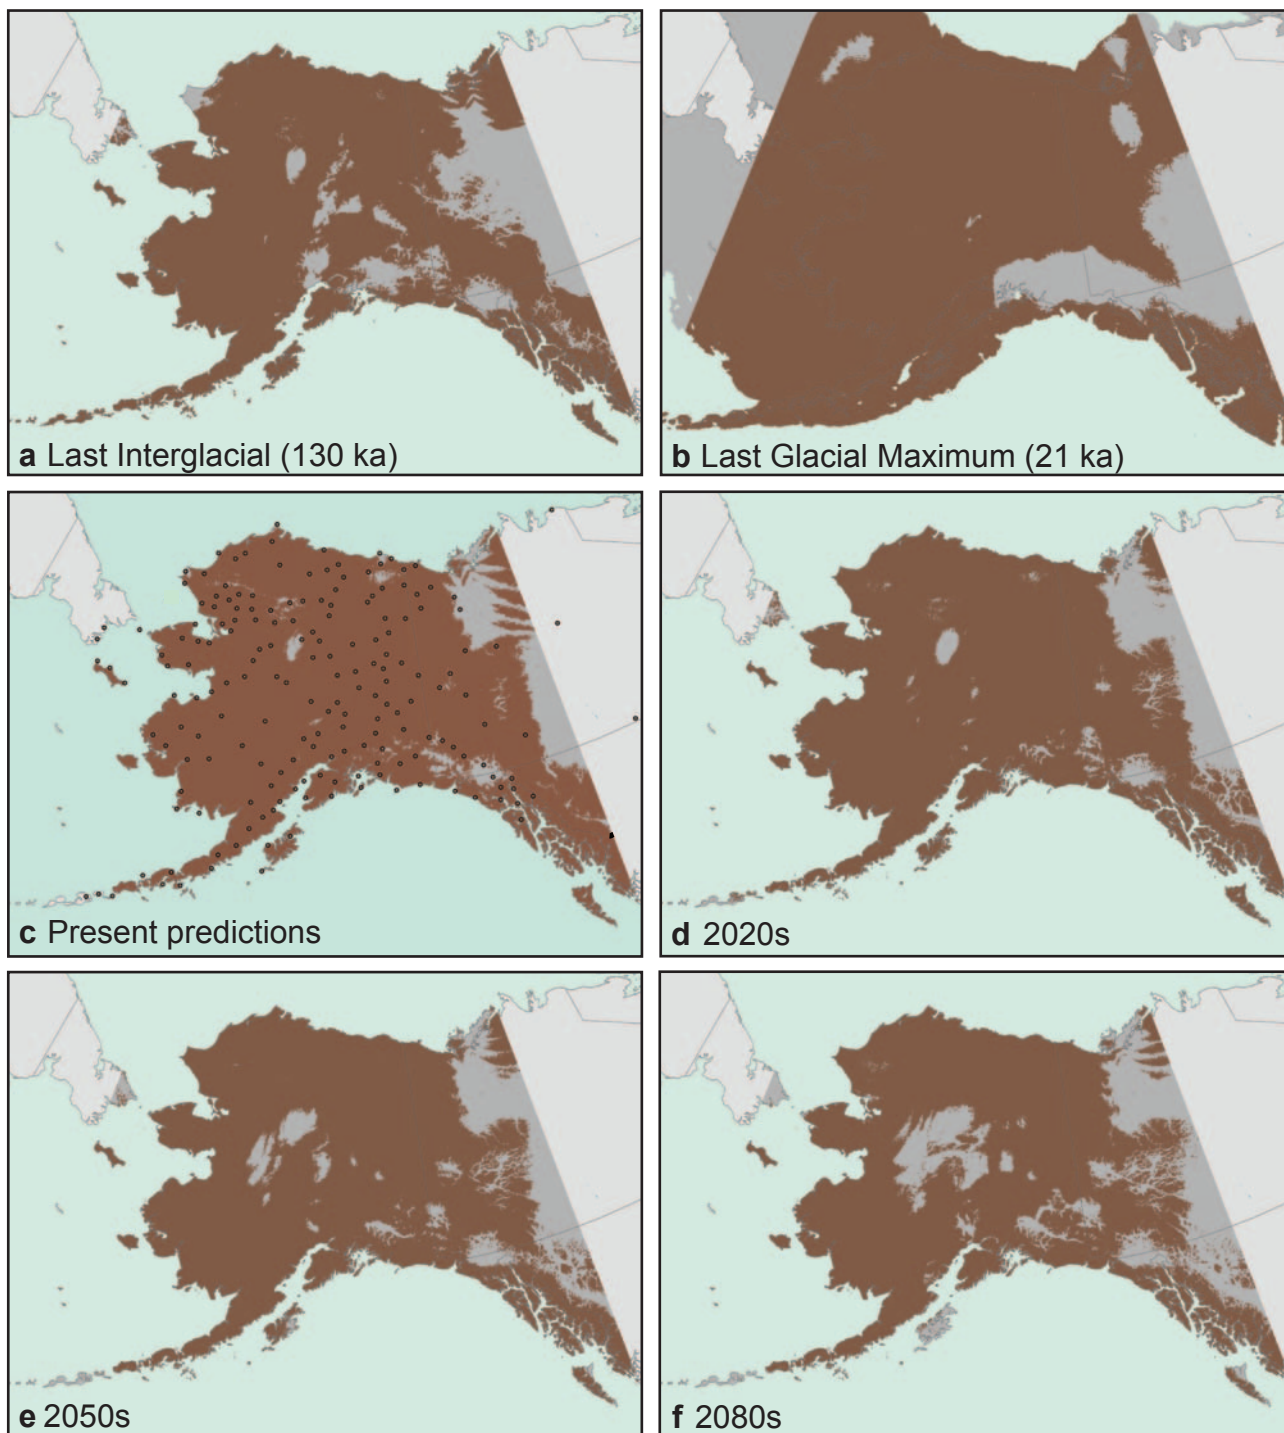 a Last Interglacial (130 ka)
b Last Glacial Maximum (21 ka)
c Present predictions
d 2020s
e 2050s
f 2080s